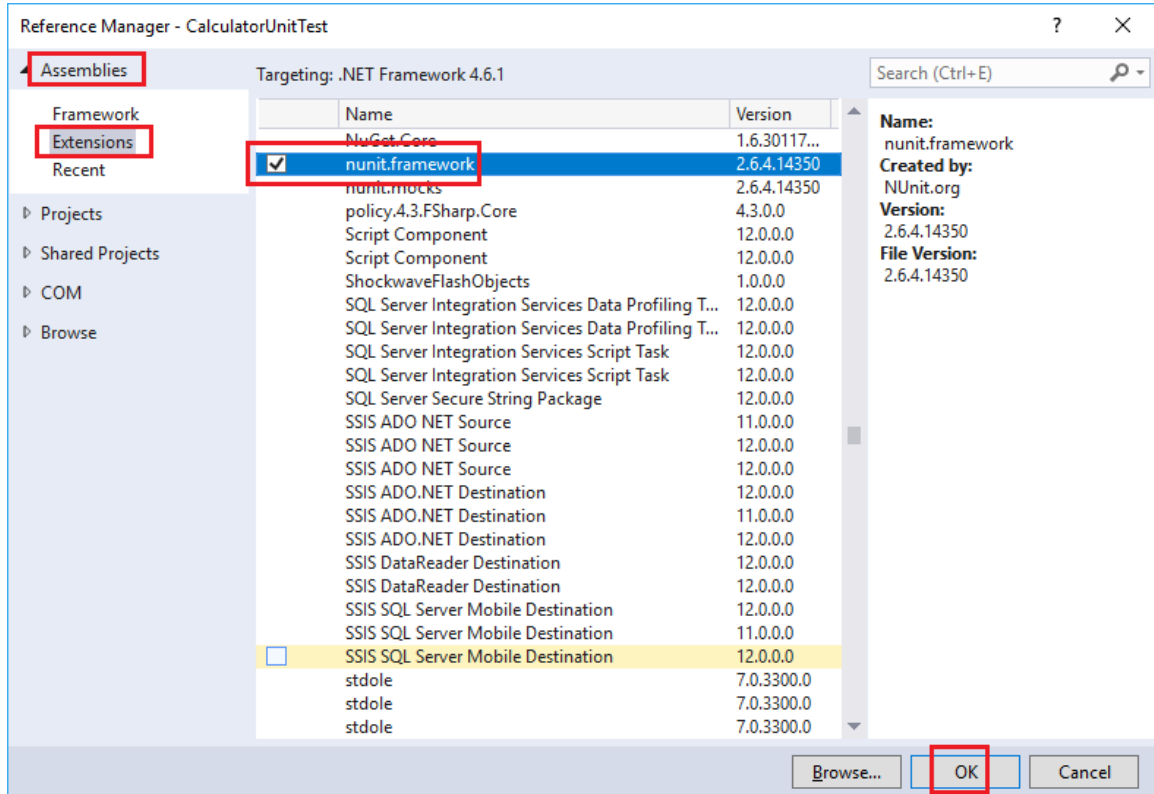 Reference Manager - CalculatorUnitTest ? ×
Assemblies
Framework
Extensions
Recent
Projects
Shared Projects
COM
Browse
Targeting: .NET Framework 4.6.1
Name Version
NuGet.Core 1.6.30117...
nunit.framework 2.6.4.14350
nunit.mocks 2.6.4.14350
policy.4.3.FSharp.Core 4.3.0.0
Script Component 12.0.0.0
Script Component 12.0.0.0
ShockwaveFlashObjects 1.0.0.0
SQL Server Integration Services Data Profiling T... 12.0.0.0
SQL Server Integration Services Data Profiling T... 12.0.0.0
SQL Server Integration Services Script Task 12.0.0.0
SQL Server Integration Services Script Task 12.0.0.0
SQL Server Secure String Package 12.0.0.0
SSIS ADO NET Source 11.0.0.0
SSIS ADO NET Source 12.0.0.0
SSIS ADO NET Source 12.0.0.0
SSIS ADO.NET Destination 12.0.0.0
SSIS ADO.NET Destination 11.0.0.0
SSIS ADO.NET Destination 12.0.0.0
SSIS DataReader Destination 12.0.0.0
SSIS DataReader Destination 12.0.0.0
SSIS SQL Server Mobile Destination 12.0.0.0
SSIS SQL Server Mobile Destination 11.0.0.0
SSIS SQL Server Mobile Destination 12.0.0.0
stdole 7.0.3300.0
stdole 7.0.3300.0
stdole 7.0.3300.0
Search (Ctrl+E)
Name:
nunit.framework
Created by:
NUnit.org
Version:
2.6.4.14350
File Version:
2.6.4.14350
Browse... OK Cancel